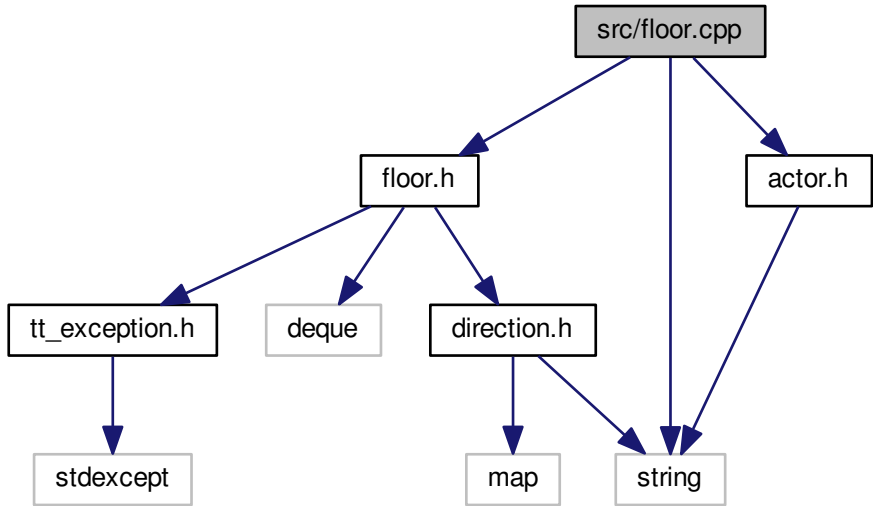 src/floor.cpp
floor.h
actor.h
tt_exception.h
deque
direction.h
stdexcept
map
string